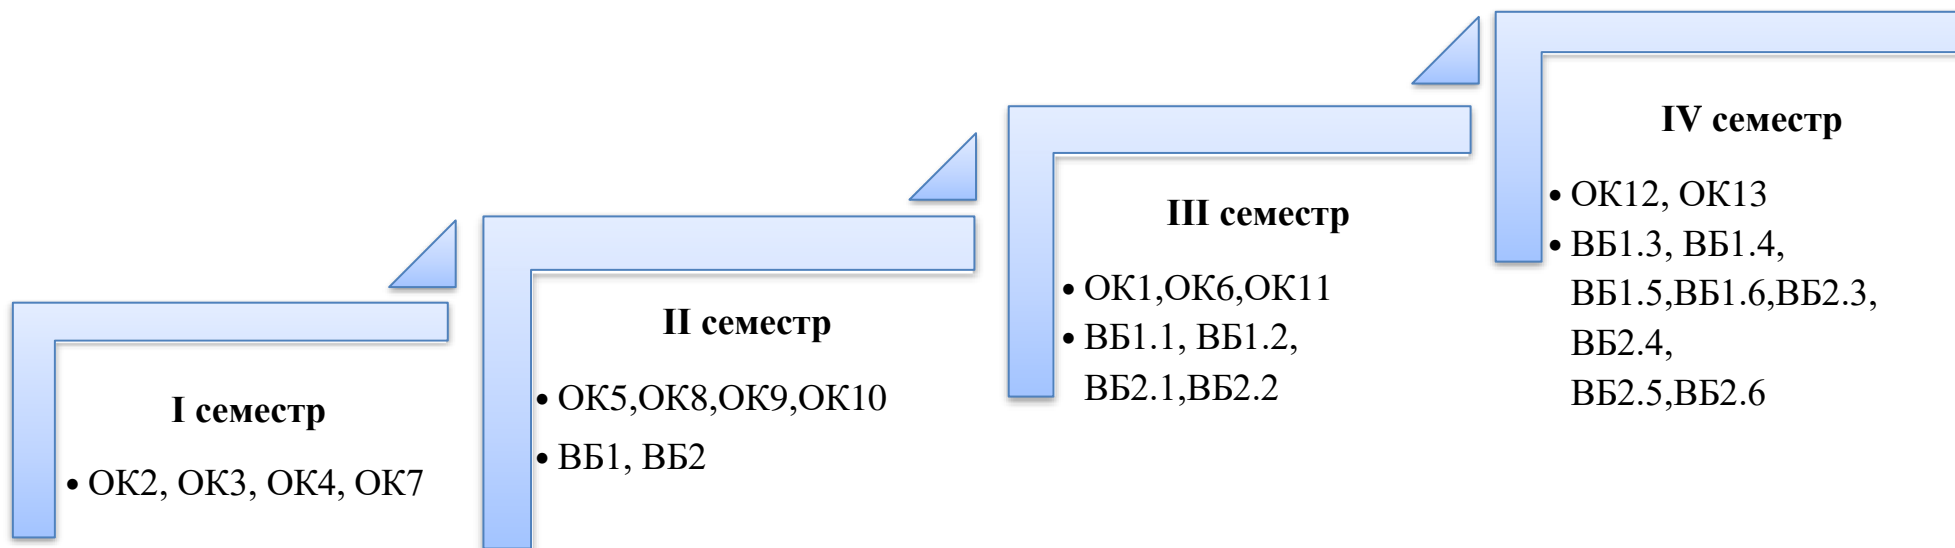 I семестр
• ОК2, ОК3, ОК4, ОК7
II семестр
• ОК5,ОК8,ОК9,ОК10
• ВБ1, ВБ2
III семестр
• ОК1,ОК6,ОК11
• ВБ1.1, ВБ1.2,
ВБ2.1,ВБ2.2
IV семестр
• ОК12, ОК13
• ВБ1.3, ВБ1.4,
ВБ1.5,ВБ1.6,ВБ2.3,
ВБ2.4,
ВБ2.5,ВБ2.6